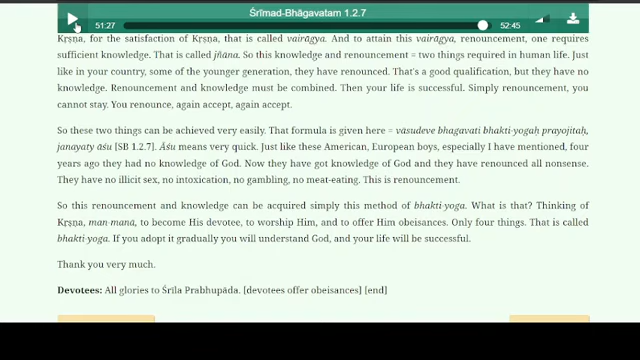 Śrīmad-Bhāgavatam 1.2.7
51:27
52:45
Kṛṣṇa, for the satisfaction of Kṛṣṇa, that is called vairāgya. And to attain this vairāgya, renouncement, one requires
sufficient knowledge. That is called jñāna. So this knowledge and renouncement = two things required in human life. Just
like in your country, some of the younger generation, they have renounced. That's a good qualification, but they have no
knowledge. Renouncement and knowledge must be combined. Then your life is successful. Simply renouncement, you
cannot stay. You renounce, again accept, again accept.
So these two things can be achieved very easily. That formula is given here = vāsudeve bhagavati bhakti-yogaḥ prayojitaḥ,
janayaty āśu [SB 1.2.7]. Āśu means very quick. Just like these American, European boys, especially I have mentioned, four
years ago they had no knowledge of God. Now they have got knowledge of God and they have renounced all nonsense.
They have no illicit sex, no intoxication, no gambling, no meat-eating. This is renouncement.
So this renouncement and knowledge can be acquired simply this method of bhakti-yoga. What is that? Thinking of
Kṛṣṇa, man-manā, to become His devotee, to worship Him, and to offer Him obeisances. Only four things. That is called
bhakti-yoga. If you adopt it gradually you will understand God, and your life will be successful.
Thank you very much.
Devotees: All glories to Śrīla Prabhupāda. [devotees offer obeisances] [end]